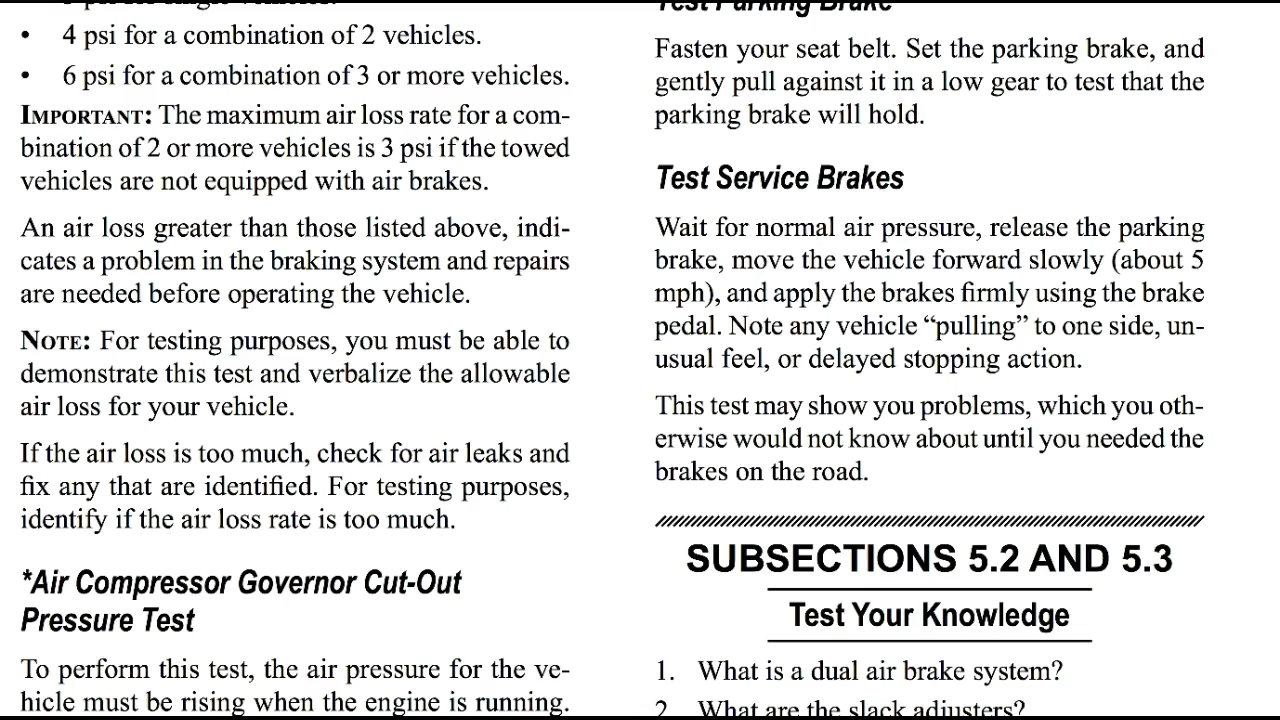 • 4 psi for a combination of 2 vehicles.
• 6 psi for a combination of 3 or more vehicles.
IMPORTANT: The maximum air loss rate for a com-
bination of 2 or more vehicles is 3 psi if the towed
vehicles are not equipped with air brakes.
An air loss greater than those listed above, indi-
cates a problem in the braking system and repairs
are needed before operating the vehicle.
NOTE: For testing purposes, you must be able to
demonstrate this test and verbalize the allowable
air loss for your vehicle.
If the air loss is too much, check for air leaks and
fix any that are identified. For testing purposes,
identify if the air loss rate is too much.
*Air Compressor Governor Cut-Out
Pressure Test
To perform this test, the air pressure for the ve-
hicle must be rising when the engine is running.
Test Parking Brake
Fasten your seat belt. Set the parking brake, and
gently pull against it in a low gear to test that the
parking brake will hold.
Test Service Brakes
Wait for normal air pressure, release the parking
brake, move the vehicle forward slowly (about 5
mph), and apply the brakes firmly using the brake
pedal. Note any vehicle “pulling” to one side, un-
usual feel, or delayed stopping action.
This test may show you problems, which you oth-
erwise would not know about until you needed the
brakes on the road.
SUBSECTIONS 5.2 AND 5.3
Test Your Knowledge
1. What is a dual air brake system?
2. What are the slack adjusters?